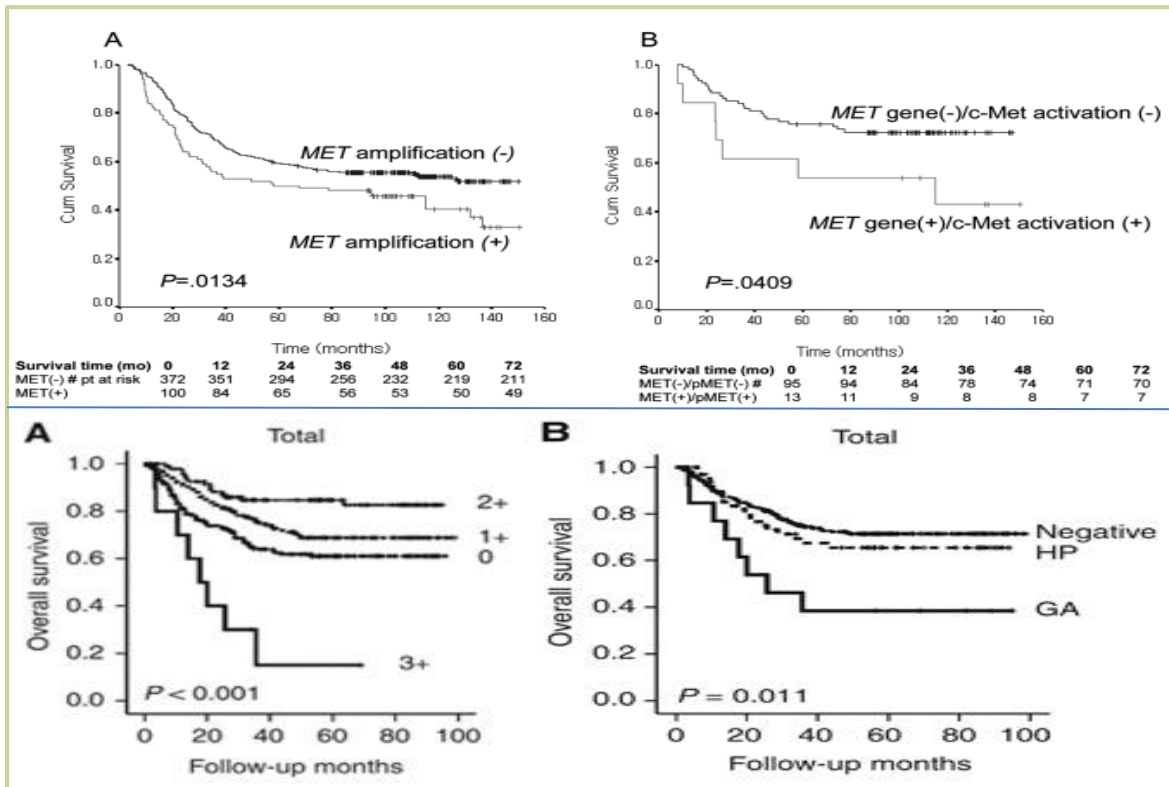 A
Cum Survival
1.0
0.8
0.6
0.4
0.2
0.0
MET amplification (-)
MET amplification (+)
P=.0134
0 20 40 60 80 100 120 140 160
Time (months)
Survival time (mo) 0 12 24 36 48 60 72
MET(-) # pt at risk 372 351 294 256 232 219 211
MET(+) 100 84 65 56 53 50 49
B
Cum Survival
1.0
0.8
0.6
0.4
0.2
0.0
MET gene(-)/c-Met activation (-)
MET gene(+)/c-Met activation (+)
P=.0409
0 20 40 60 80 100 120 140 160
Time (months)
Survival time (mo) 0 12 24 36 48 60 72
MET(-)/pMET(-) # 95 94 84 78 74 71 70
MET(+)/pMET(+) 13 11 9 8 8 7 7
A
Total
Overall survival
1.0
0.8
0.6
0.4
0.2
0.0
2+
1+
0
3+
P < 0.001
0 20 40 60 80 100
Follow-up months
B
Total
Overall survival
1.0
0.8
0.6
0.4
0.2
0.0
Negative
HP
GA
P = 0.011
0 20 40 60 80 100
Follow-up months